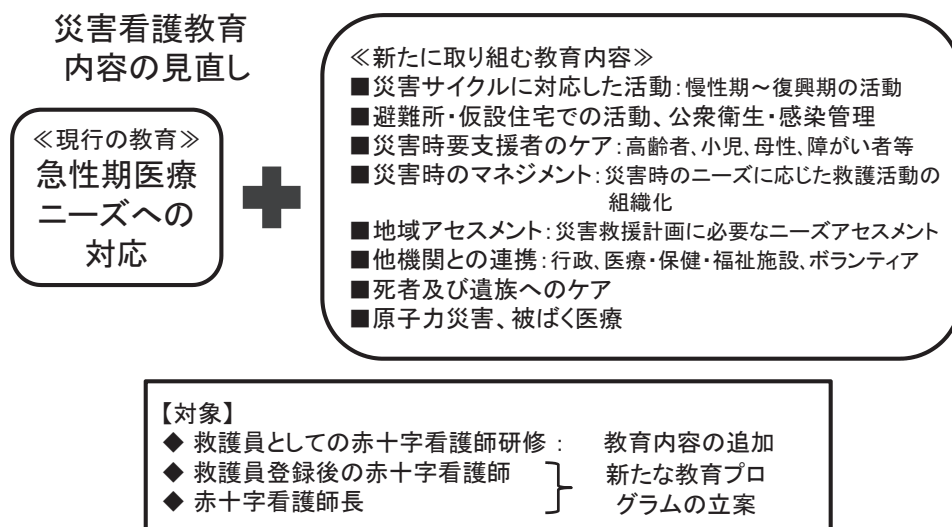 災害看護教育
内容の見直し
≪現行の教育≫
急性期医療
ニーズへの
対応
≪新たに取り組む教育内容≫
■災害サイクルに対応した活動:慢性期~復興期の活動
■避難所・仮設住宅での活動、公衆衛生・感染管理
■災害時要支援者のケア:高齢者、小児、母性、障がい者等
■災害時のマネジメント:災害時のニーズに応じた救護活動の
組織化
■地域アセスメント:災害救援計画に必要なニーズアセスメント
■他機関との連携:行政、医療・保健・福祉施設、ボランティア
■死者及び遺族へのケア
■原子力災害、被ばく医療
【対象】
◆ 救護員としての赤十字看護師研修: 教育内容の追加
◆ 救護員登録後の赤十字看護師 新たな教育プロ
◆ 赤十字看護師長 グラムの立案